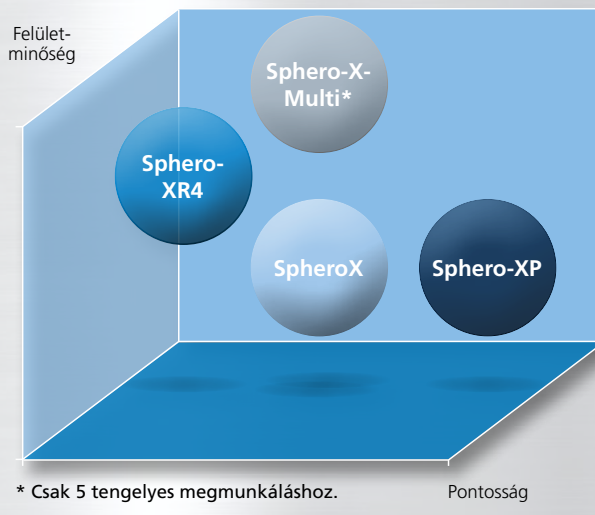 Felület-
minőség
Sphero-X-
Multi*
Sphero-
XR4
SpheroX
Sphero-XP
* Csak 5 tengelyes megmunkáláshoz.
Pontosság